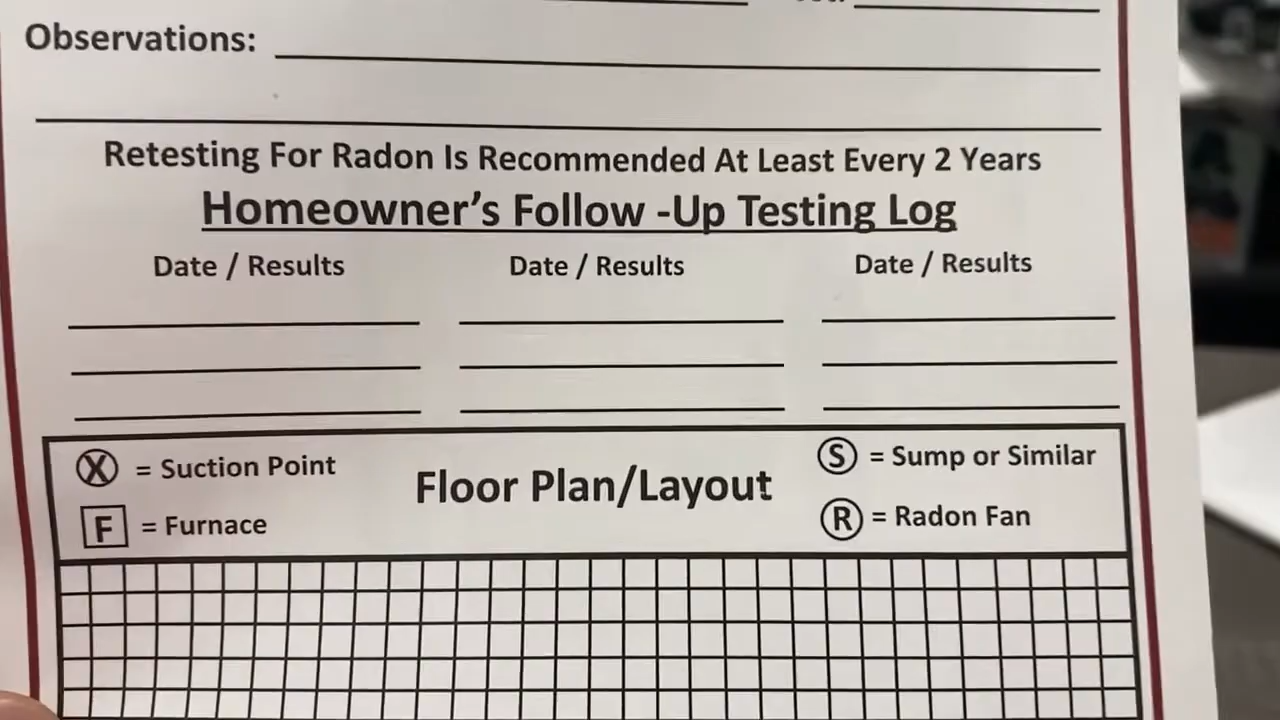 Observations:
Retesting For Radon Is Recommended At Least Every 2 Years
Homeowner's Follow -Up Testing Log
Date / Results Date / Results Date / Results
Ⓧ = Suction Point
Floor Plan/Layout
Ⓢ = Sump or Similar
F = Furnace
Ⓡ = Radon Fan